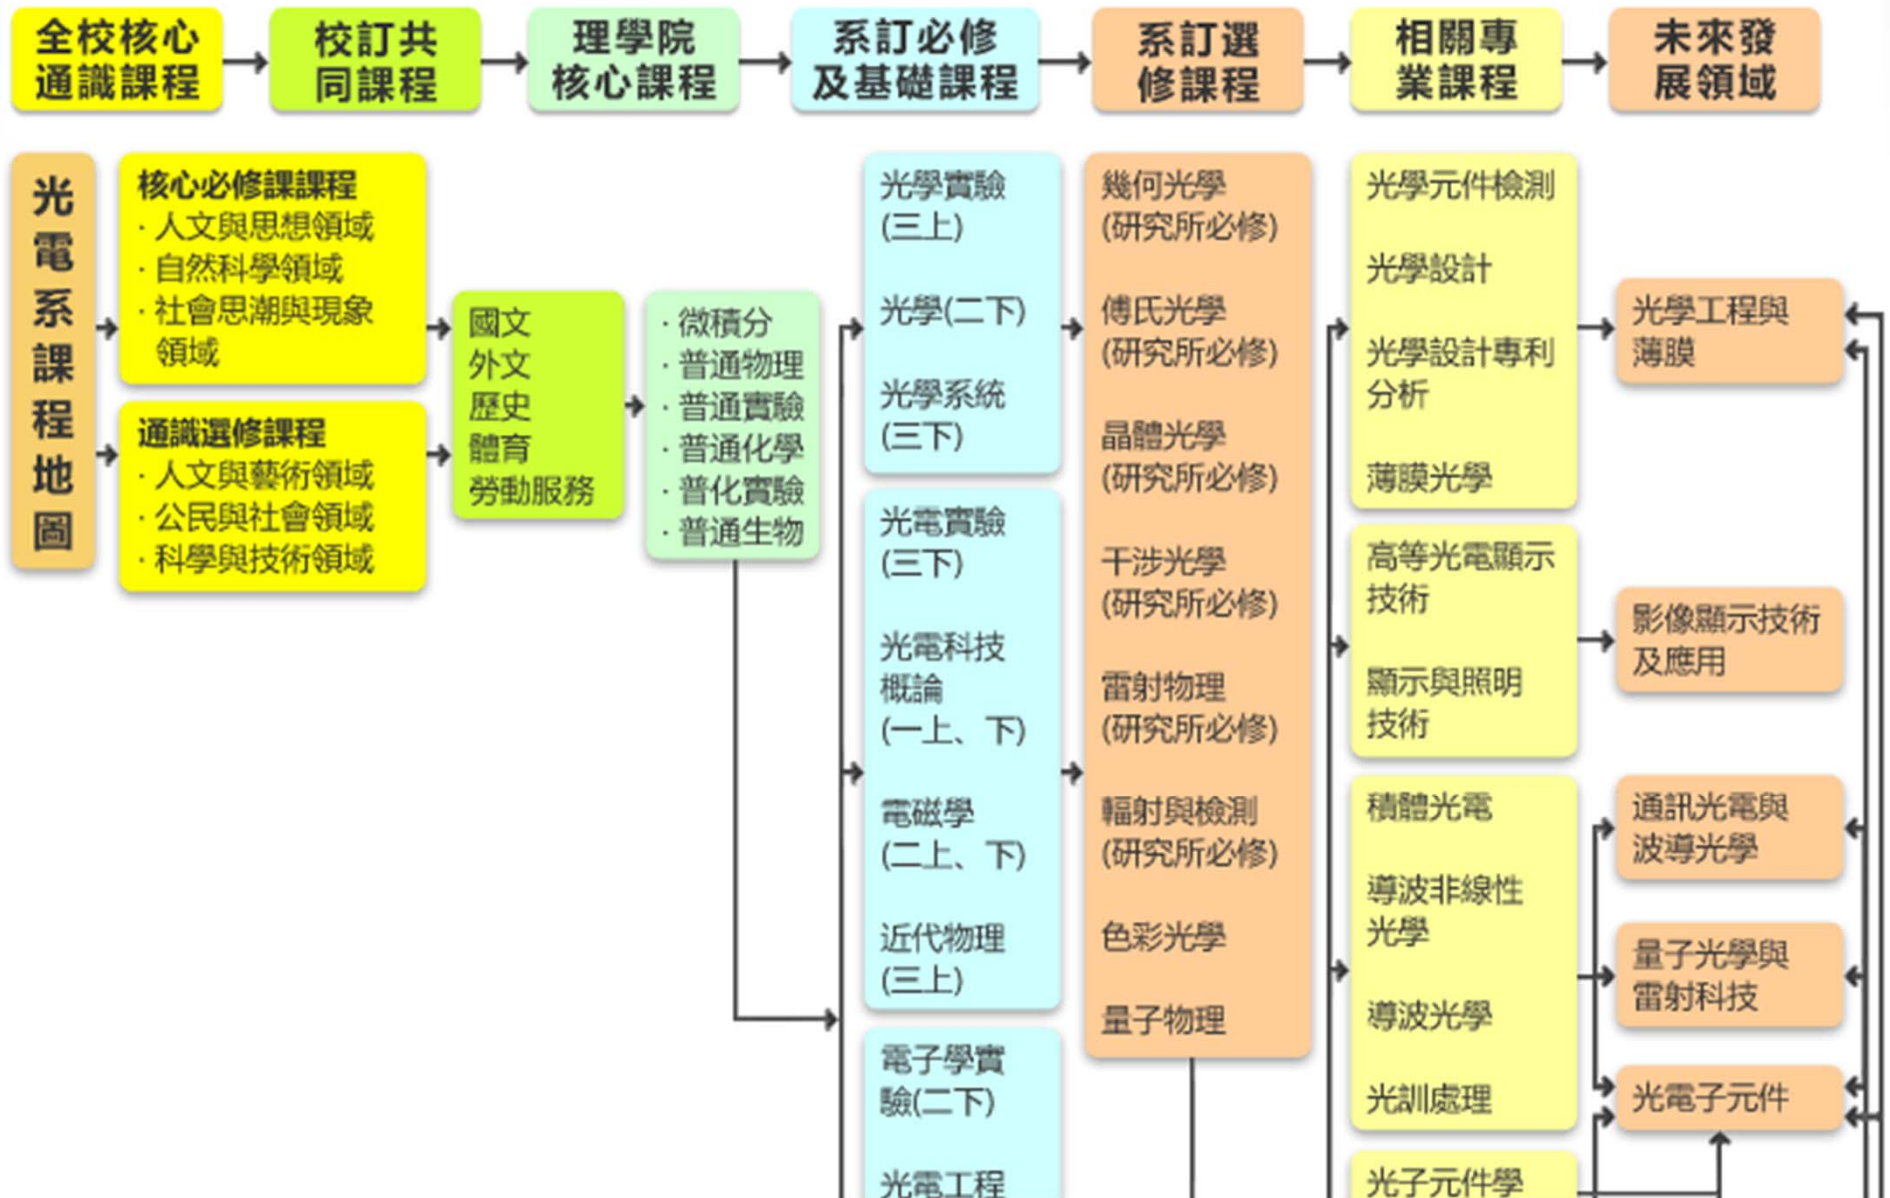 全校核心
通識課程
校訂共
同課程
理學院
核心課程
系訂必修
及基礎課程
系訂選
修課程
相關專
業課程
未來發
展領域
光
電
系
課
程
地
圖
核心必修課課程
· 人文與思想領域
· 自然科學領域
· 社會思潮與現象
領域
通識選修課程
· 人文與藝術領域
· 公民與社會領域
· 科學與技術領域
國文
外文
歷史
體育
勞動服務
· 微積分
· 普通物理
· 普通實驗
· 普通化學
· 普化實驗
· 普通生物
光學實驗
(三上)
光學(二下)
光學系統
(三下)
光電實驗
(三下)
光電科技
概論
(一上、下)
電磁學
(二上、下)
近代物理
(三上)
電子學實
驗(二下)
光電工程
幾何光學
(研究所必修)
傅氏光學
(研究所必修)
晶體光學
(研究所必修)
干涉光學
(研究所必修)
雷射物理
(研究所必修)
輻射與檢測
(研究所必修)
色彩光學
量子物理
光學元件檢測
光學設計
光學設計專利
分析
薄膜光學
高等光電顯示
技術
顯示與照明
技術
積體光電
導波非線性
光學
導波光學
光訓處理
光子元件學
光學工程與
薄膜
影像顯示技術
及應用
通訊光電與
波導光學
量子光學與
雷射科技
光電子元件